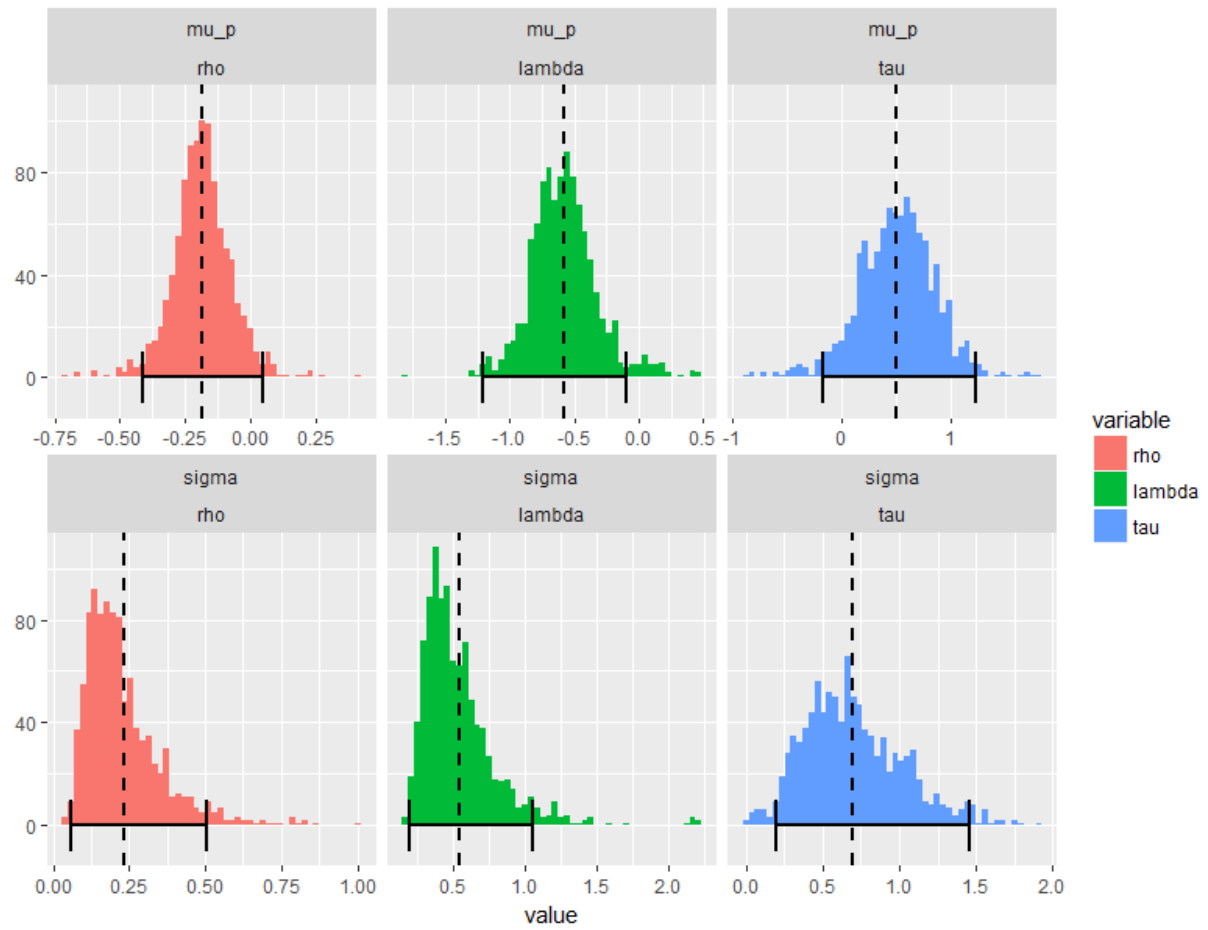 mu_p mu_p mu_p
rho lambda tau
80
40
0
-0.75 -0.50 -0.25 0.00 0.25 -1.5 -1.0 -0.5 0.0 0.5 -1 0 1
sigma sigma sigma
rho lambda tau
80
40
0
0.00 0.25 0.50 0.75 1.00 0.5 1.0 1.5 2.0 0.0 0.5 1.0 1.5 2.0
value
variable
rho
lambda
tau